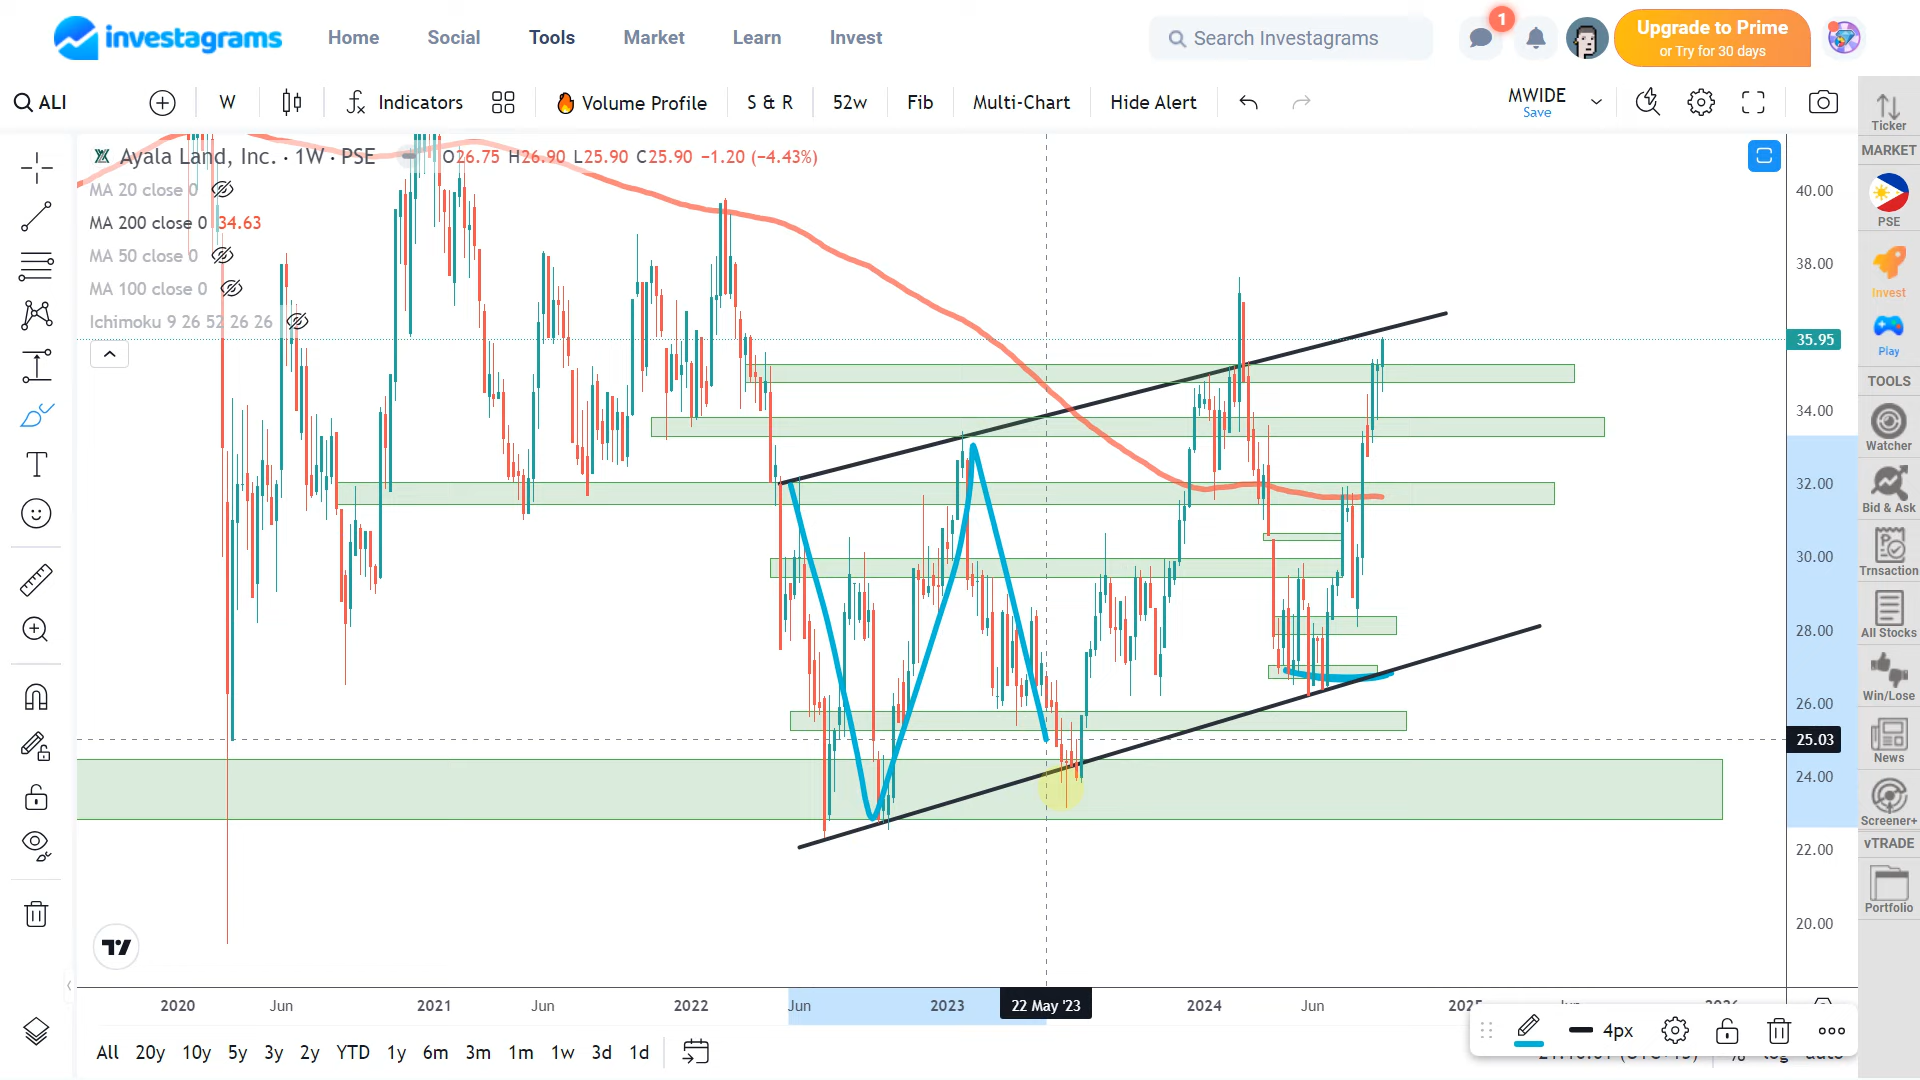 investagrams Home Social Tools Market Learn Invest
Search Investagrams
1
Upgrade to Prime
or Try for 30 days
ALI W Indicators Volume Profile S & R 52w Fib Multi-Chart Hide Alert
MWIDE
Save
Ayala Land, Inc. · 1W · PSE O26.75 H26.90 L25.90 C25.90 −1.20 (−4.43%)
MA 20 close 0
MA 200 close 0 34.63
MA 50 close 0
MA 100 close 0
Ichimoku 9 26 52 26 26
40.00
38.00
35.95
34.00
32.00
30.00
28.00
26.00
25.03
24.00
22.00
20.00
2020 Jun 2021 Jun 2022 Jun 2023 22 May '23 2024 Jun 2025
All 20y 10y 5y 3y 2y YTD 1y 6m 3m 1m 1w 3d 1d
4px
Ticker
MARKET
PSE
Invest
Play
TOOLS
Watcher
Bid & Ask
Trnsaction
All Stocks
Win/Lose
News
Screener+
vTRADE
Portfolio